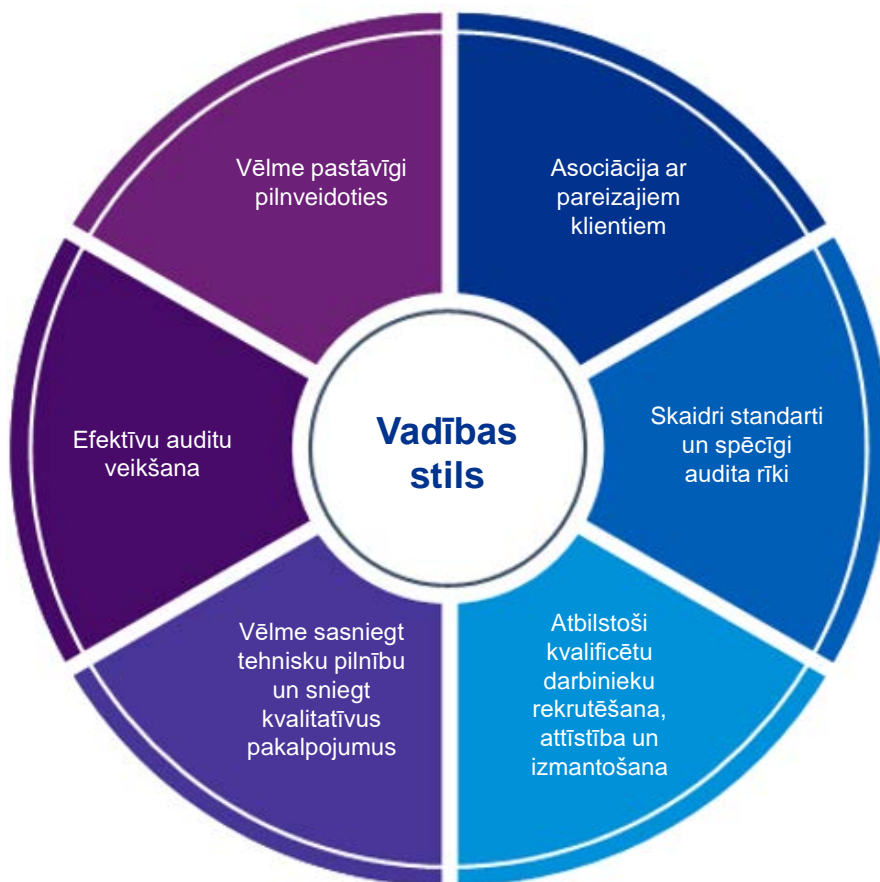 Vēlme pastāvīgi
pilnveidoties
Asociācija ar
pareizajiem
klientiem
Efektīvu auditu
veikšana
Vadības
stils
Skaidri standarti
un spēcīgi
audita rīki
Vēlme sasniegt
tehnisku pilnību
un sniegt
kvalitatīvus
pakalpojumus
Atbilstoši
kvalificētu
darbinieku
rekrutēšana,
attīstība un
izmantošana